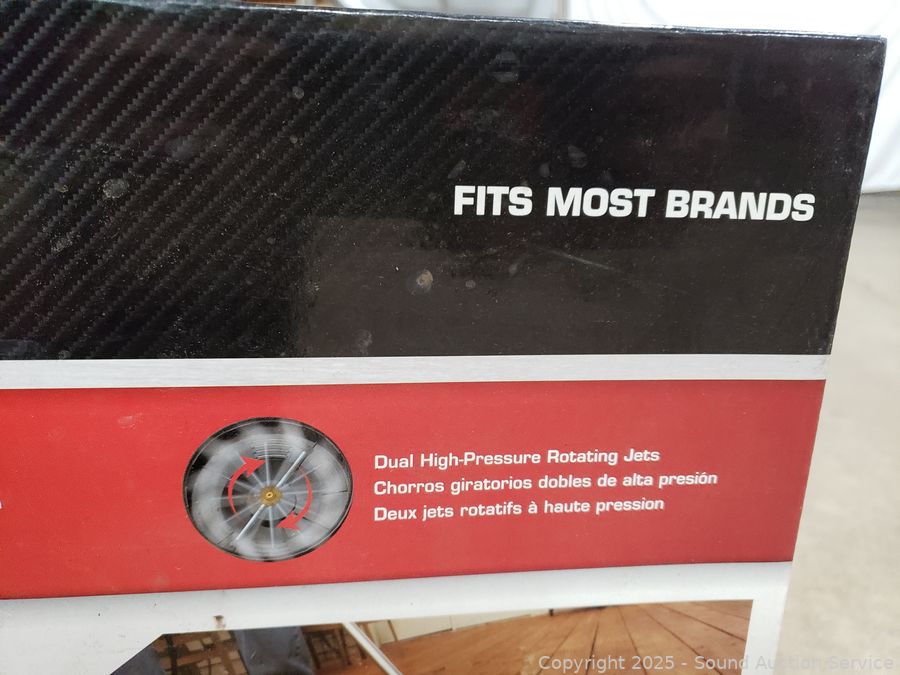 FITS MOST BRANDS
Dual High-Pressure Rotating Jets
Chorros giratorios dobles de alta presión
Deux jets rotatifs à haute pression
Copyright 2025 - Sound Auction Service